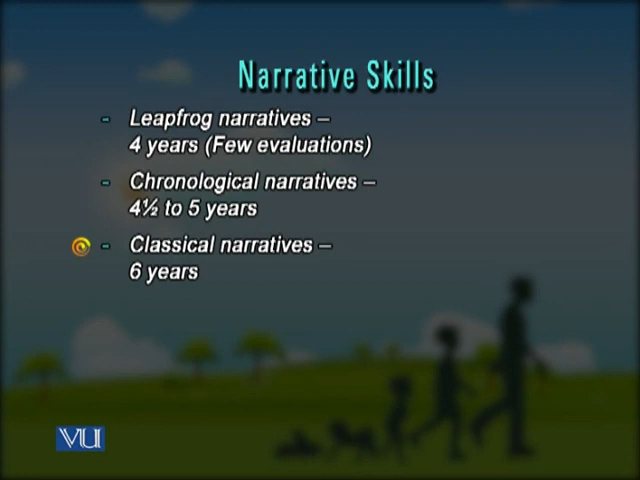 Narrative Skills
- Leapfrog narratives –
4 years (Few evaluations)
- Chronological narratives –
4½ to 5 years
- Classical narratives –
6 years
VU